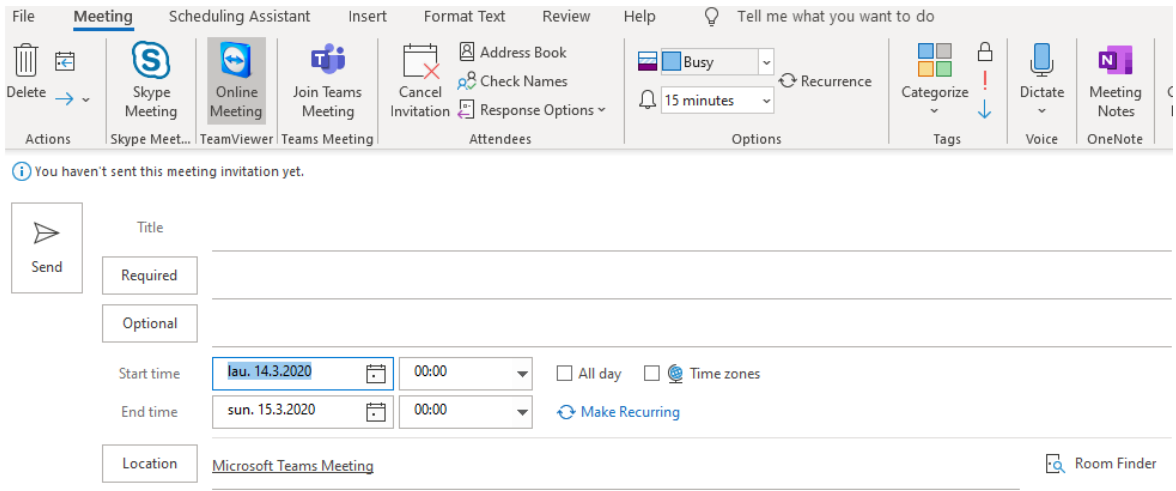 File Meeting Scheduling Assistant Insert Format Text Review Help Tell me what you want to do
Delete
Skype Meeting
Online Meeting
Join Teams Meeting
Cancel Invitation
Address Book
Check Names
Response Options
Busy
15 minutes
Recurrence
Categorize
Dictate
Meeting Notes
Actions Skype Meet... TeamViewer Teams Meeting Attendees Options Tags Voice OneNote
You haven't sent this meeting invitation yet.
Send
Title
Required
Optional
Start time lau. 14.3.2020 00:00 All day Time zones
End time sun. 15.3.2020 00:00 Make Recurring
Location Microsoft Teams Meeting Room Finder